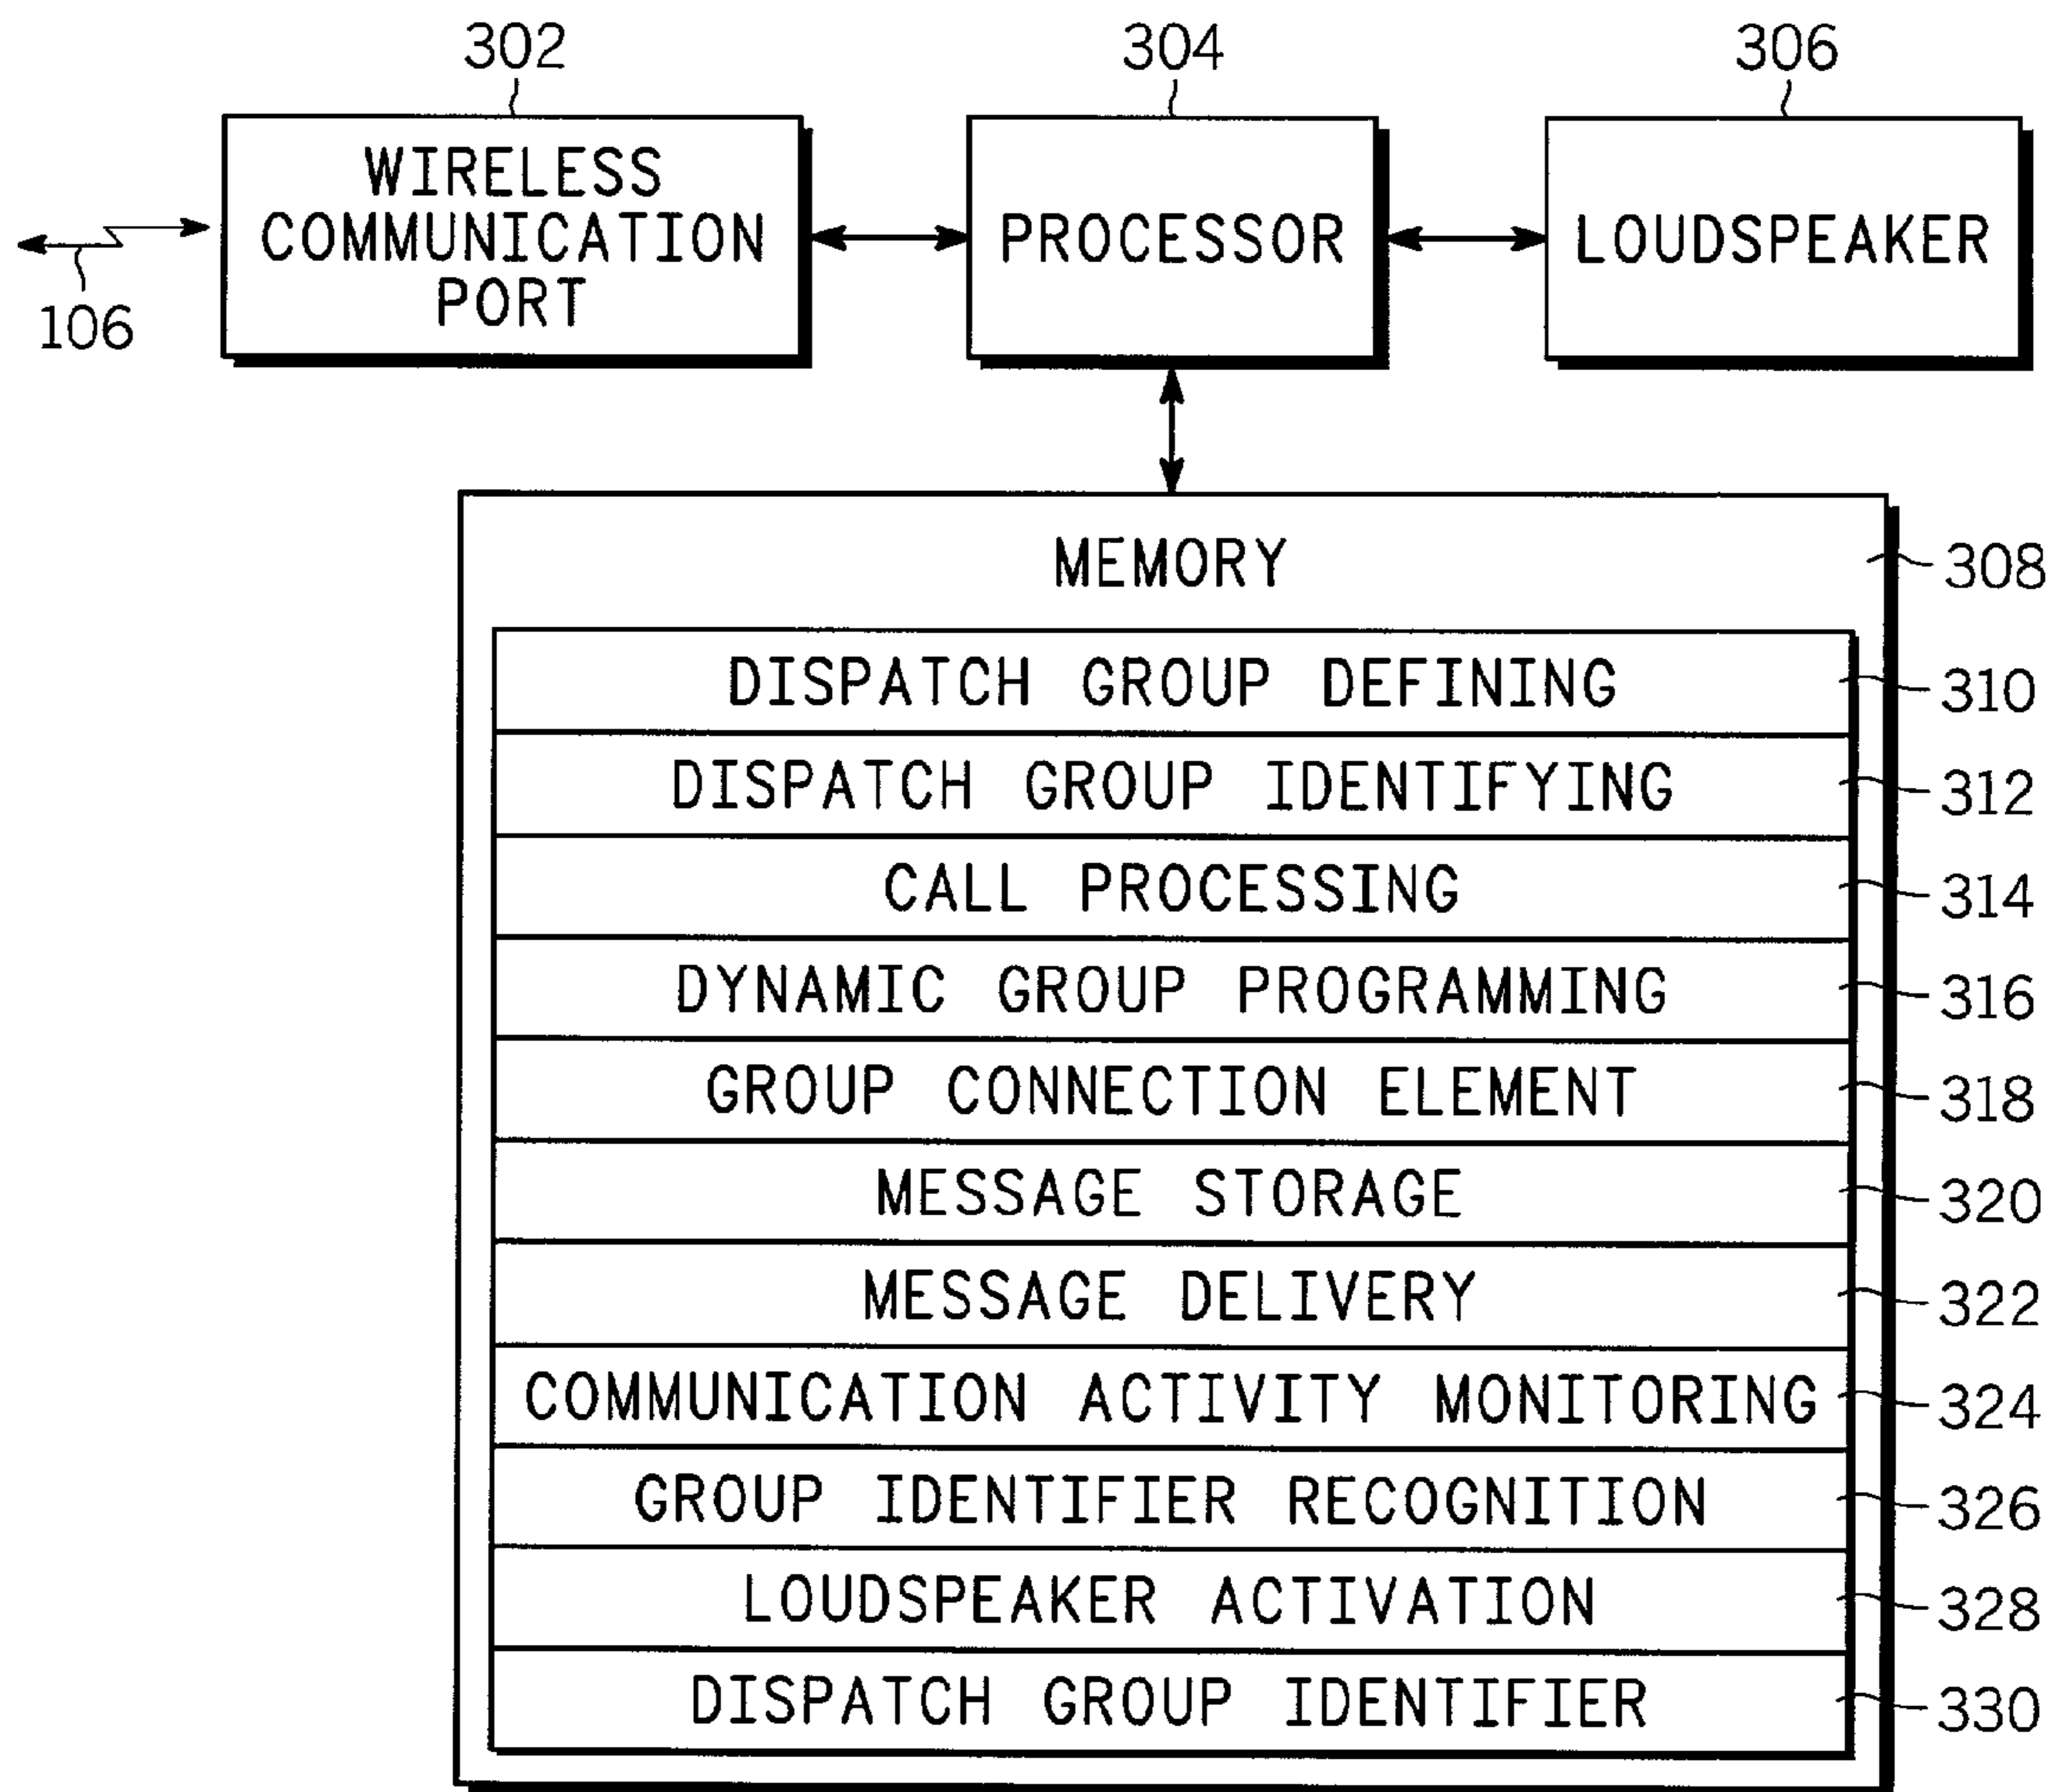 302
304
306
WIRELESS
COMMUNICATION
PORT
PROCESSOR
LOUDSPEAKER
106
MEMORY
308
DISPATCH GROUP DEFINING
310
DISPATCH GROUP IDENTIFYING
312
CALL PROCESSING
314
DYNAMIC GROUP PROGRAMMING
316
GROUP CONNECTION ELEMENT
318
MESSAGE STORAGE
320
MESSAGE DELIVERY
322
COMMUNICATION ACTIVITY MONITORING
324
GROUP IDENTIFIER RECOGNITION
326
LOUDSPEAKER ACTIVATION
328
DISPATCH GROUP IDENTIFIER
330